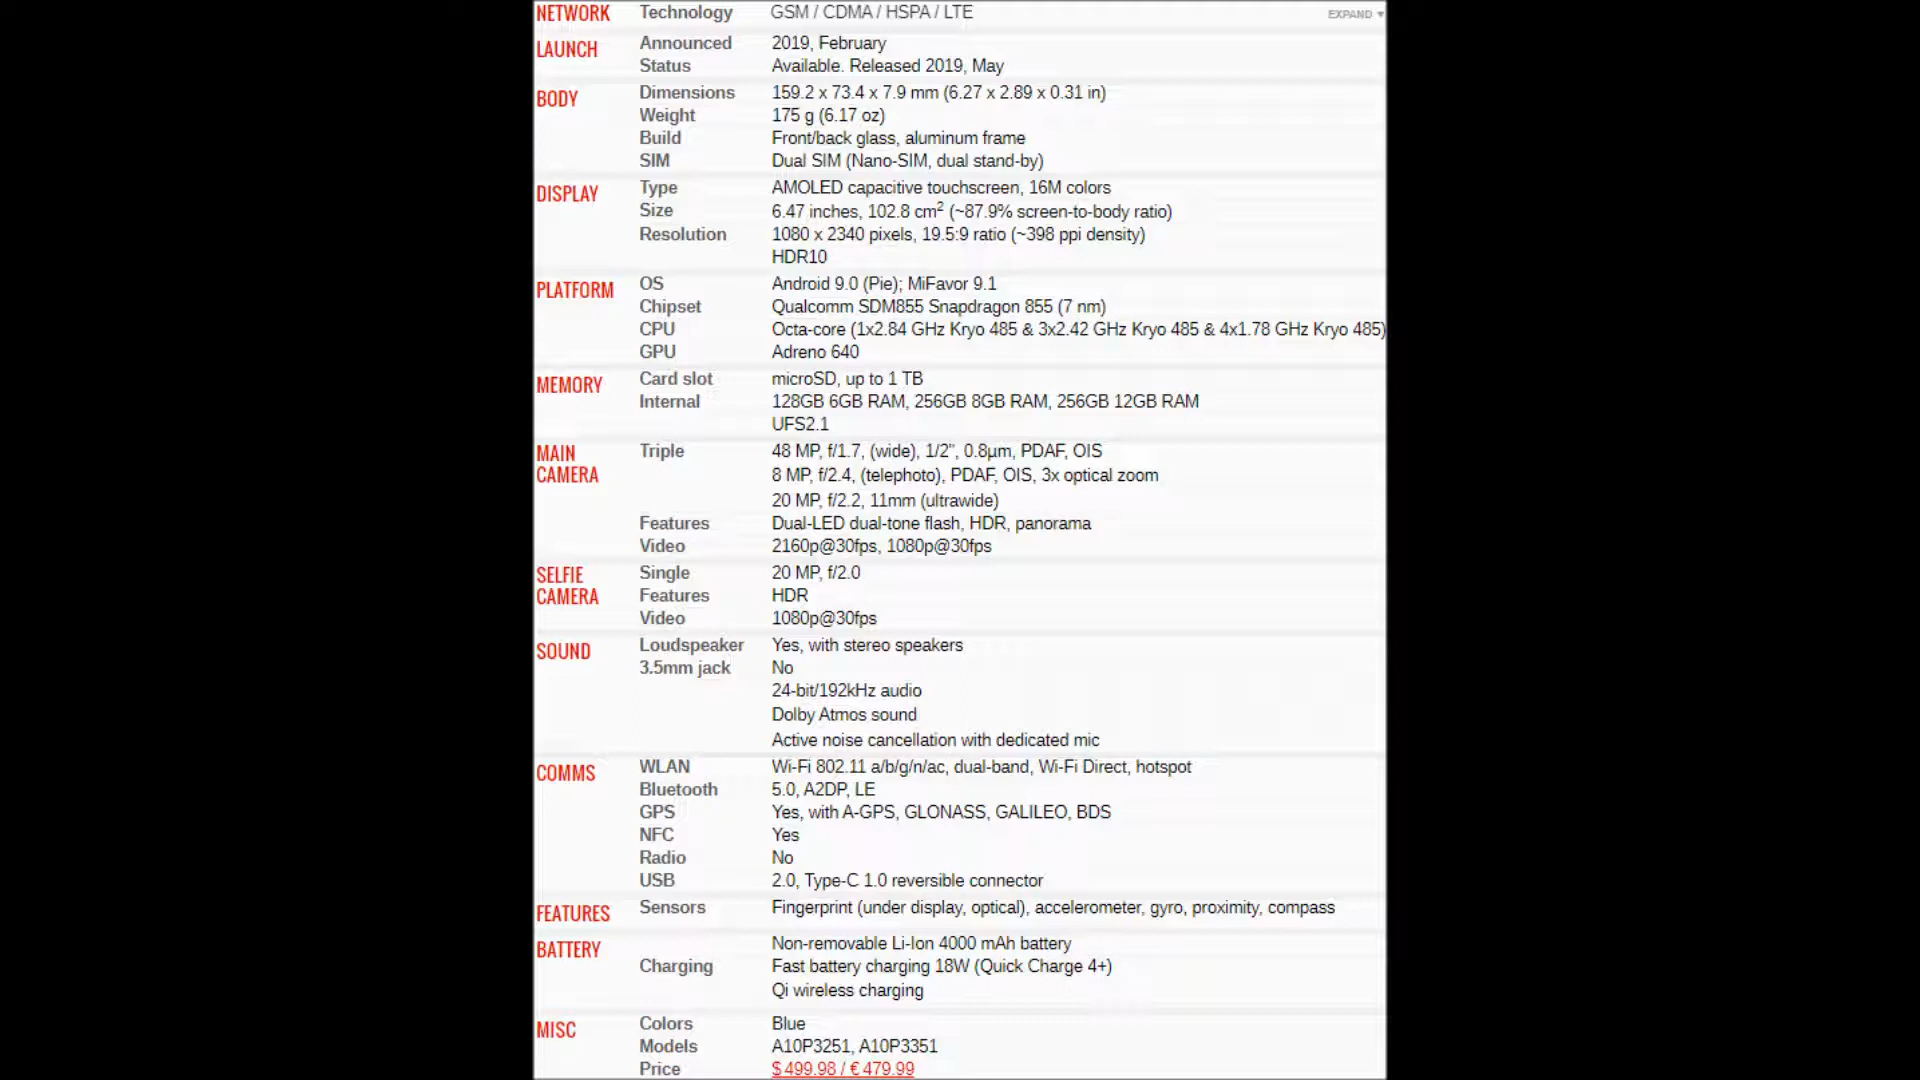 NETWORK Technology GSM / CDMA / HSPA / LTE EXPAND ▼
LAUNCH Announced 2019, February
Status Available. Released 2019, May
BODY Dimensions 159.2 x 73.4 x 7.9 mm (6.27 x 2.89 x 0.31 in)
Weight 175 g (6.17 oz)
Build Front/back glass, aluminum frame
SIM Dual SIM (Nano-SIM, dual stand-by)
DISPLAY Type AMOLED capacitive touchscreen, 16M colors
Size 6.47 inches, 102.8 cm² (~87.9% screen-to-body ratio)
Resolution 1080 x 2340 pixels, 19.5:9 ratio (~398 ppi density)
HDR10
PLATFORM OS Android 9.0 (Pie); MiFavor 9.1
Chipset Qualcomm SDM855 Snapdragon 855 (7 nm)
CPU Octa-core (1x2.84 GHz Kryo 485 & 3x2.42 GHz Kryo 485 & 4x1.78 GHz Kryo 485)
GPU Adreno 640
MEMORY Card slot microSD, up to 1 TB
Internal 128GB 6GB RAM, 256GB 8GB RAM, 256GB 12GB RAM
UFS2.1
MAIN CAMERA Triple 48 MP, f/1.7, (wide), 1/2", 0.8µm, PDAF, OIS
8 MP, f/2.4, (telephoto), PDAF, OIS, 3x optical zoom
20 MP, f/2.2, 11mm (ultrawide)
Features Dual-LED dual-tone flash, HDR, panorama
Video 2160p@30fps, 1080p@30fps
SELFIE CAMERA Single 20 MP, f/2.0
Features HDR
Video 1080p@30fps
SOUND Loudspeaker Yes, with stereo speakers
3.5mm jack No
24-bit/192kHz audio
Dolby Atmos sound
Active noise cancellation with dedicated mic
COMMS WLAN Wi-Fi 802.11 a/b/g/n/ac, dual-band, Wi-Fi Direct, hotspot
Bluetooth 5.0, A2DP, LE
GPS Yes, with A-GPS, GLONASS, GALILEO, BDS
NFC Yes
Radio No
USB 2.0, Type-C 1.0 reversible connector
FEATURES Sensors Fingerprint (under display, optical), accelerometer, gyro, proximity, compass
BATTERY Non-removable Li-Ion 4000 mAh battery
Charging Fast battery charging 18W (Quick Charge 4+)
Qi wireless charging
MISC Colors Blue
Models A10P3251, A10P3351
Price $ 499.98 / € 479.99